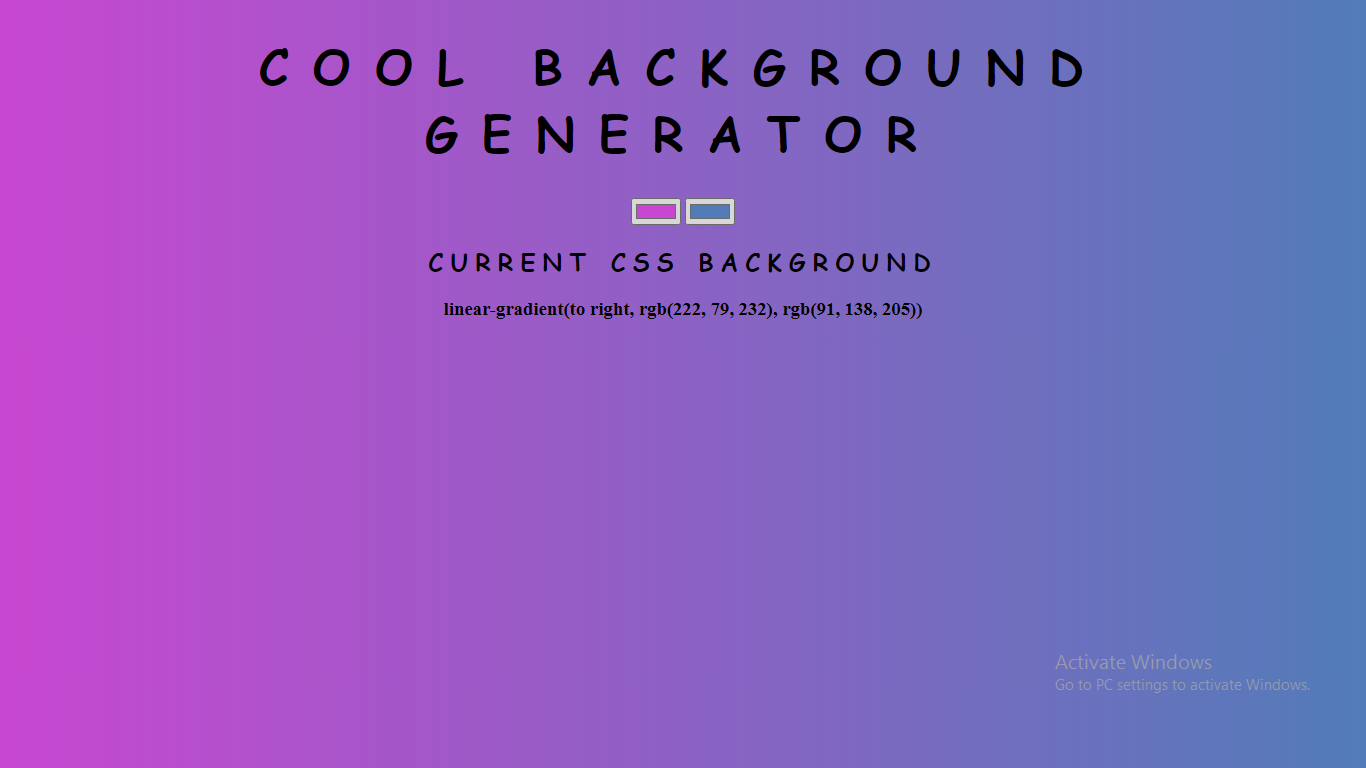 COOL BACKGROUND
GENERATOR
CURRENT CSS BACKGROUND
linear-gradient(to right, rgb(222, 79, 232), rgb(91, 138, 205))
Activate Windows
Go to PC settings to activate Windows.